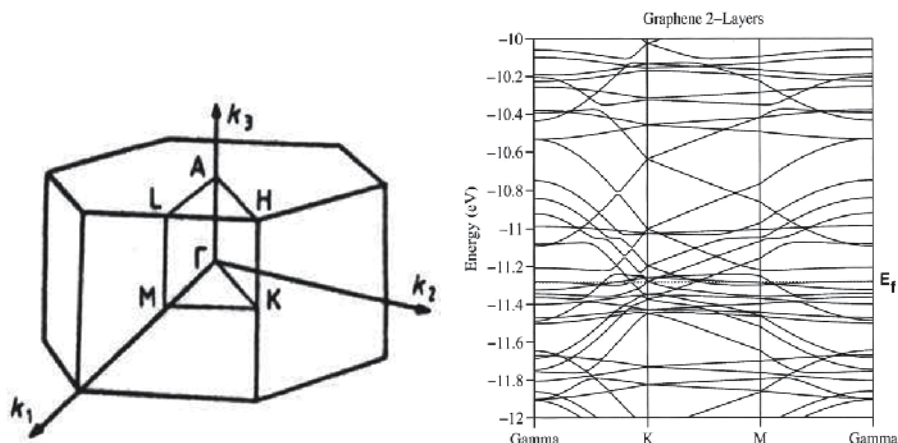 k3
A
L
H
Γ
M
K
k2
k1
Graphene 2-Layers
Energy (eV)
-10
-10.2
-10.4
-10.6
-10.8
-11
-11.2
-11.4
-11.6
-11.8
-12
Ef
Gamma
K
M
Gamma